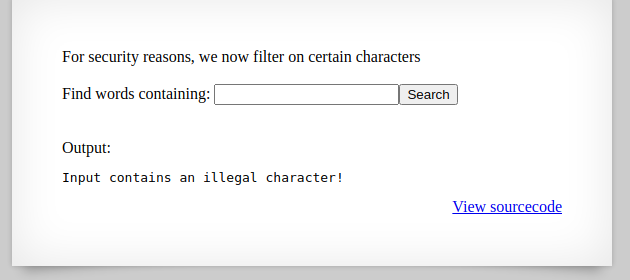 For security reasons, we now filter on certain characters
Find words containing: Search
Output:
Input contains an illegal character!
View sourcecode